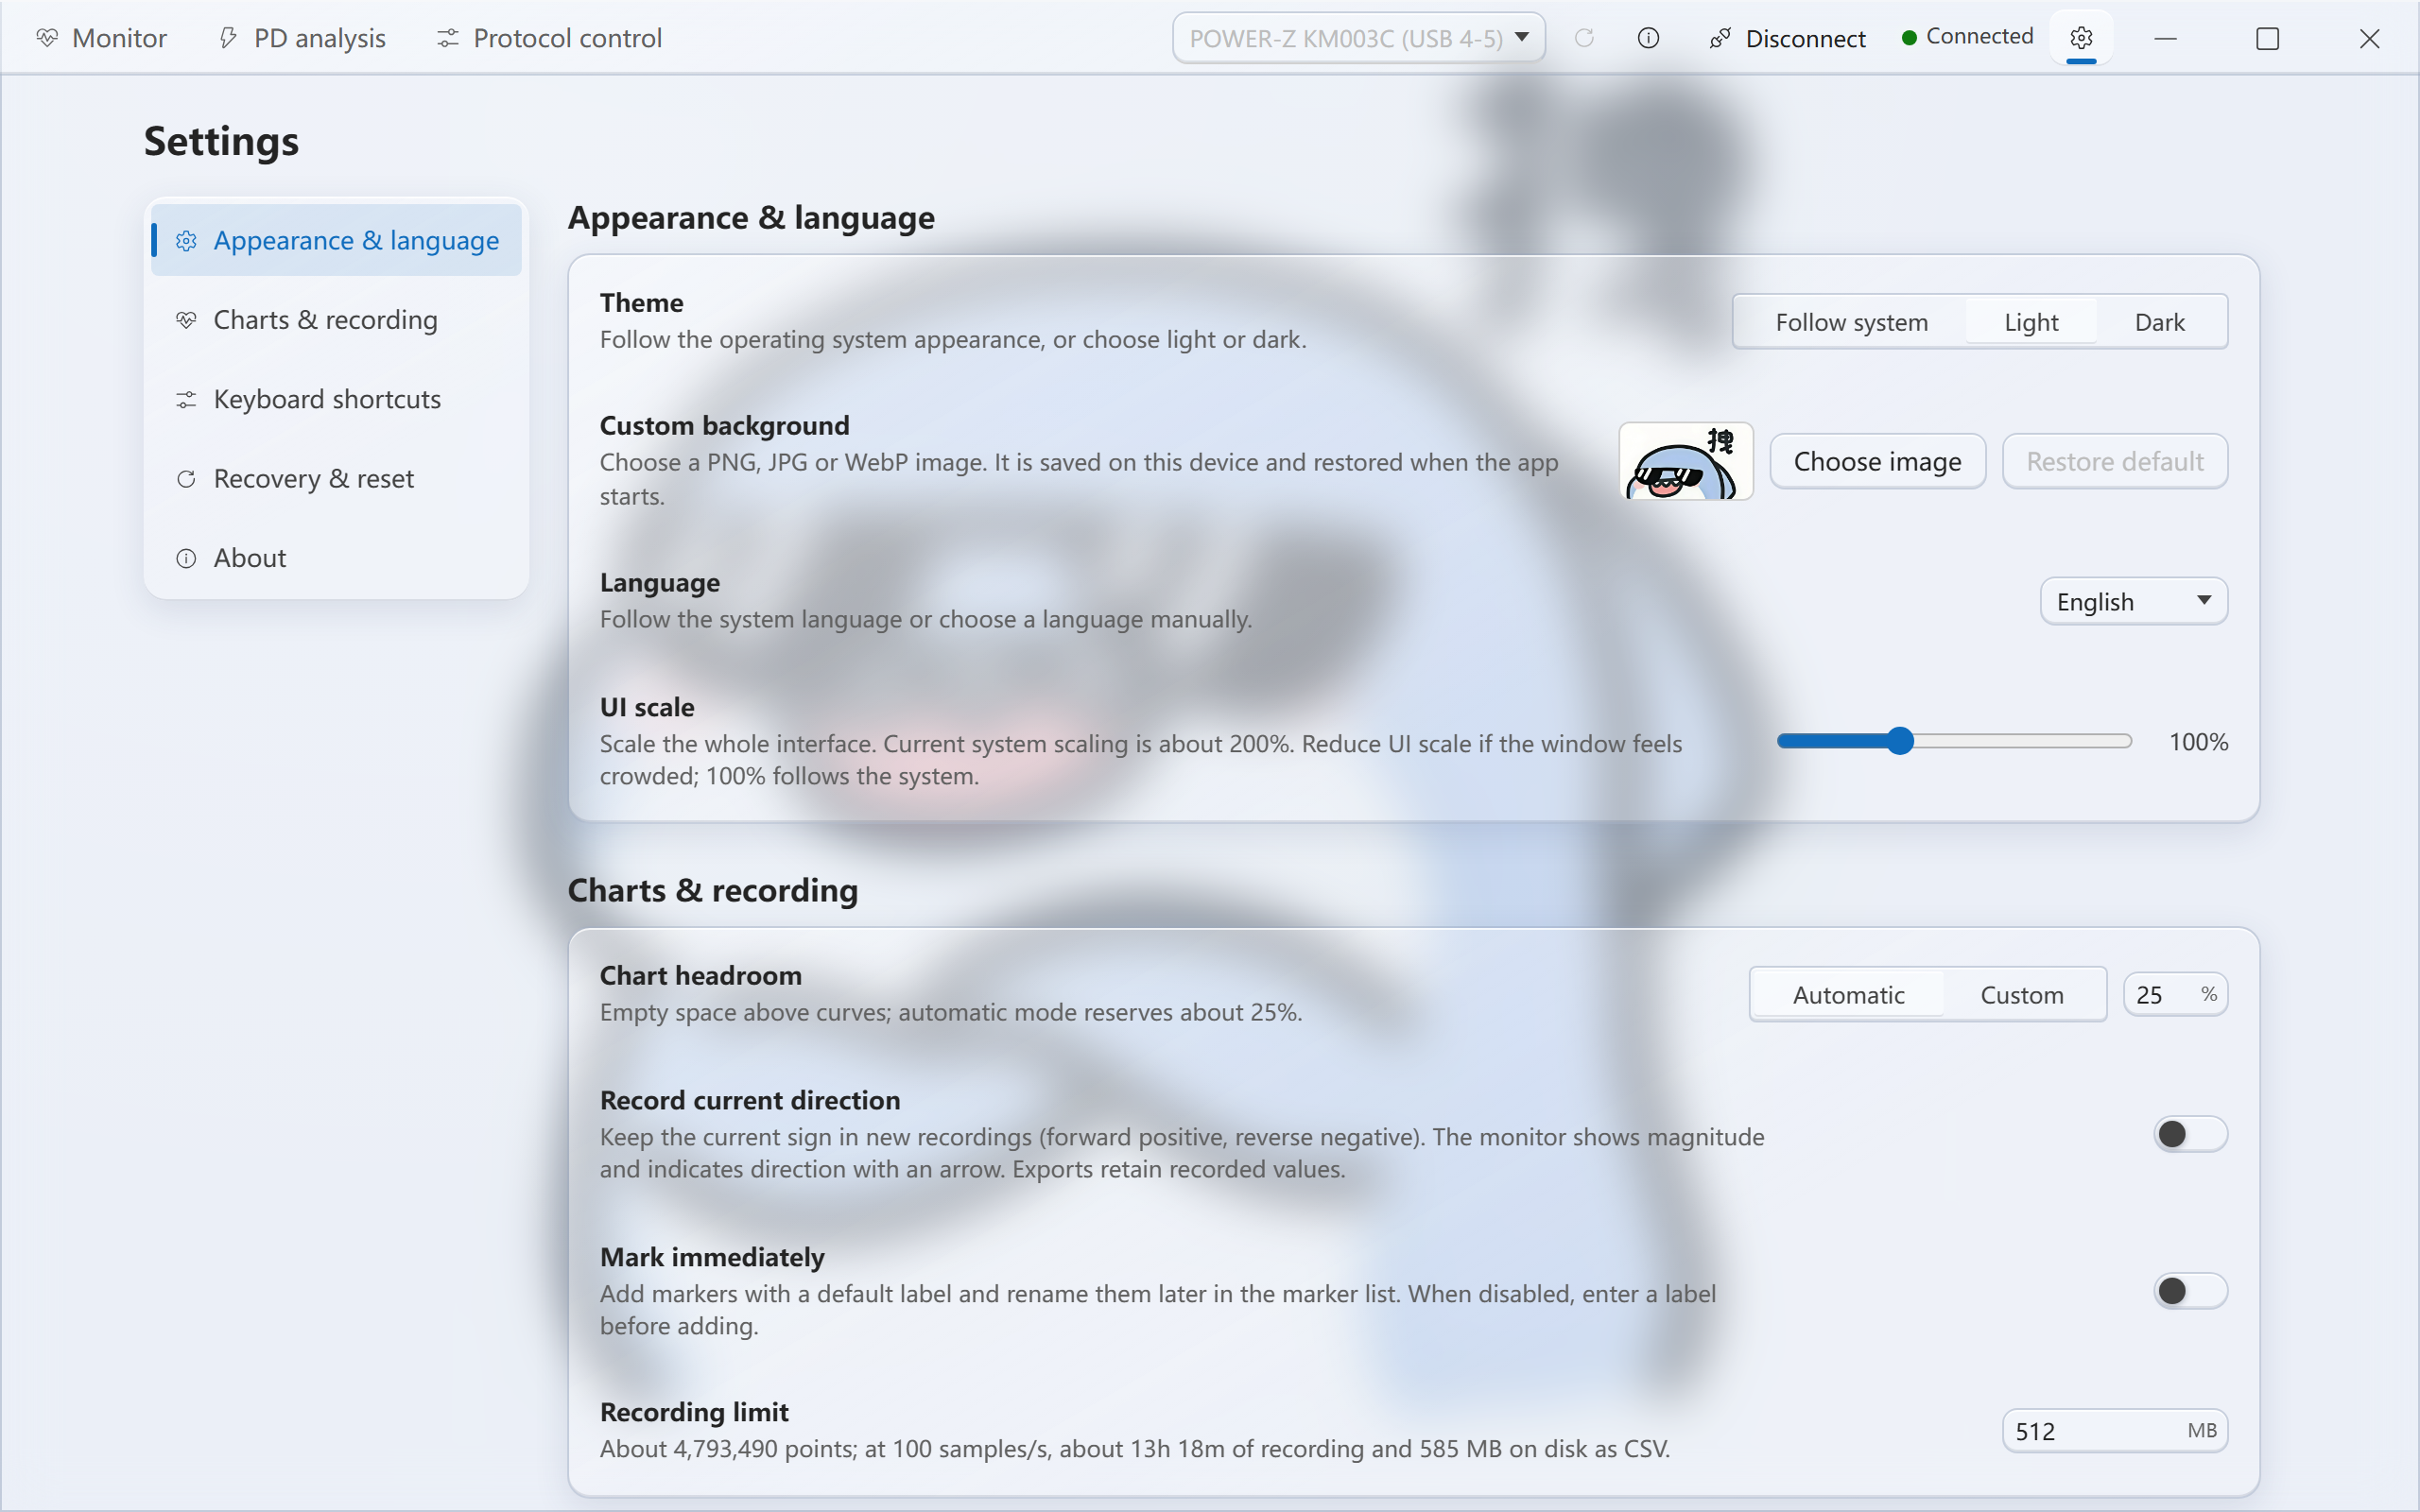 Monitor
PD analysis
Protocol control
POWER-Z KM003C (USB 4-5)
Disconnect
Connected
Settings
Appearance & language
Charts & recording
Keyboard shortcuts
Recovery & reset
About
Appearance & language
Theme
Follow the operating system appearance, or choose light or dark.
Follow system
Light
Dark
Custom background
Choose a PNG, JPG or WebP image. It is saved on this device and restored when the app
starts.
拽
Choose image
Restore default
Language
Follow the system language or choose a language manually.
English
UI scale
Scale the whole interface. Current system scaling is about 200%. Reduce UI scale if the window feels
crowded; 100% follows the system.
100%
Charts & recording
Chart headroom
Empty space above curves; automatic mode reserves about 25%.
Automatic
Custom
25 %
Record current direction
Keep the current sign in new recordings (forward positive, reverse negative). The monitor shows magnitude
and indicates direction with an arrow. Exports retain recorded values.
Mark immediately
Add markers with a default label and rename them later in the marker list. When disabled, enter a label
before adding.
Recording limit
About 4,793,490 points; at 100 samples/s, about 13h 18m of recording and 585 MB on disk as CSV.
512 MB